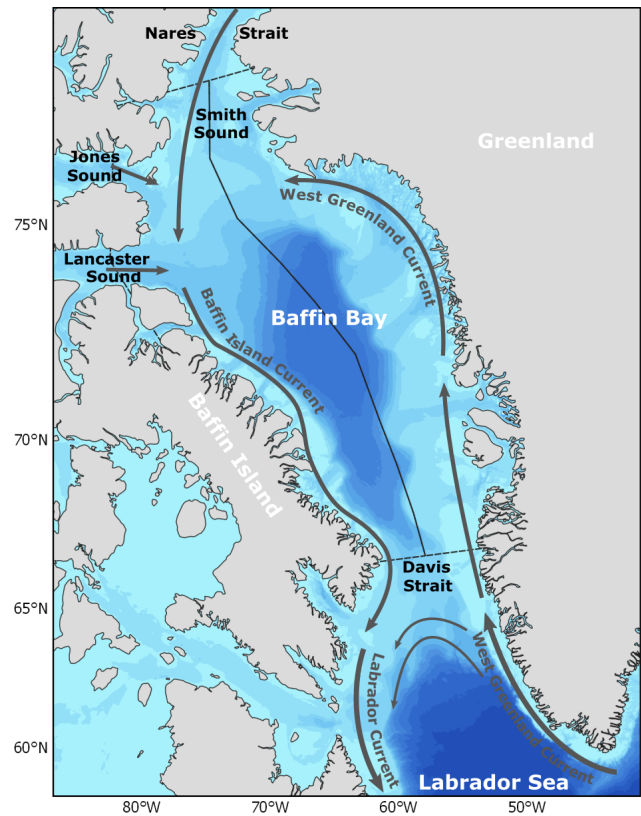 Nares Strait
Smith
Sound
Greenland
Jones
Sound
West Greenland Current
75°N
Lancaster
Sound
Baffin Bay
Baffin Island Current
Baffin Island
70°N
Davis
Strait
65°N
West Greenland Current
Labrador Current
60°N
Labrador Sea
80°W
70°W
60°W
50°W